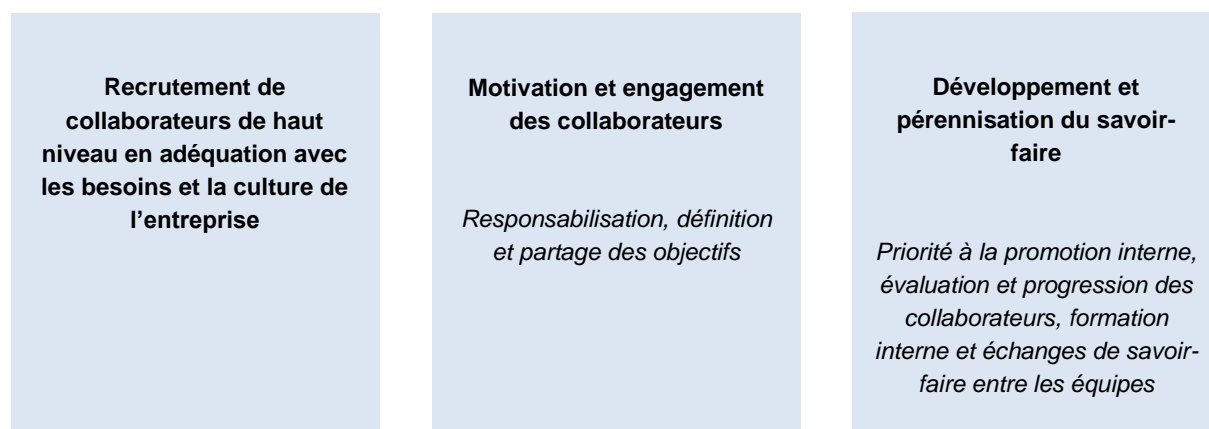 Recrutement de
collaborateurs de haut
niveau en adéquation avec
les besoins et la culture de
l’entreprise
Motivation et engagement
des collaborateurs
Responsabilisation, définition
et partage des objectifs
Développement et
pérennisation du savoir-
faire
Priorité à la promotion interne,
évaluation et progression des
collaborateurs, formation
interne et échanges de savoir-
faire entre les équipes